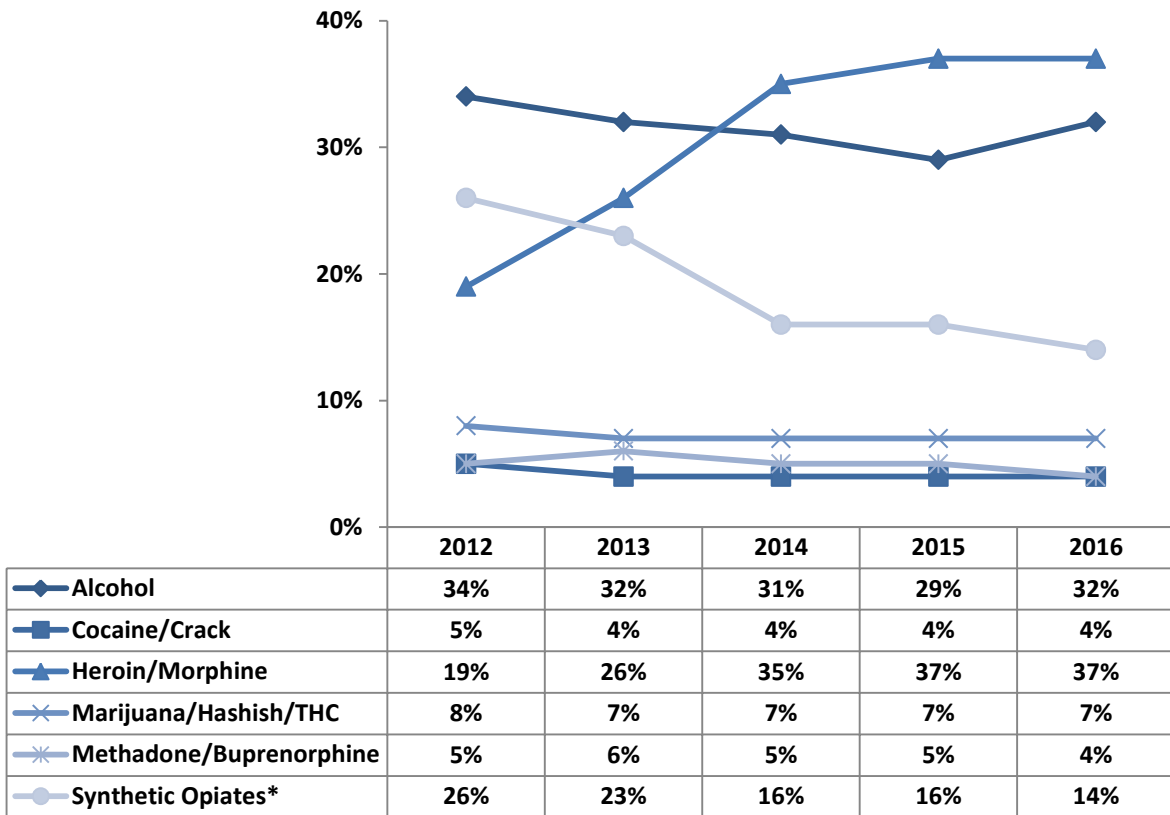 40%
30%
20%
10%
0%
2012 2013 2014 2015 2016
Alcohol 34% 32% 31% 29% 32%
Cocaine/Crack 5% 4% 4% 4% 4%
Heroin/Morphine 19% 26% 35% 37% 37%
Marijuana/Hashish/THC 8% 7% 7% 7% 7%
Methadone/Buprenorphine 5% 6% 5% 5% 4%
Synthetic Opiates* 26% 23% 16% 16% 14%